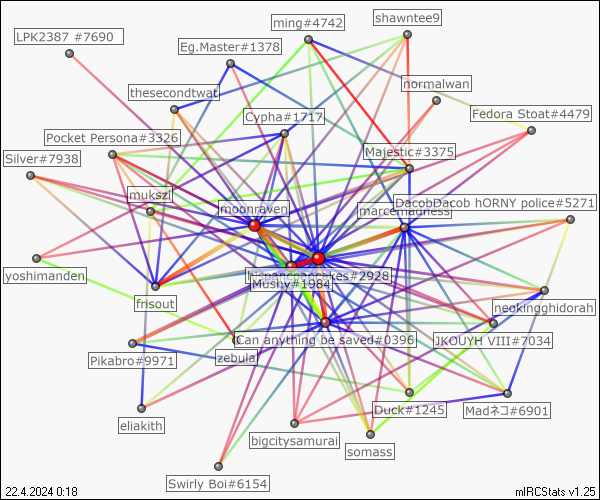 shawntee9
ming#4742
LPK2387 #7690
Eg.Master#1378
normalwan
thesecondtwat
Fedora Stoat#4479
Cypha#1717
Pocket Persona#3326
Majestic#3375
Silver#7938
mukszi
DacobDacob hORNY police#5271
moonraven
marcemadness
yoshimanden
#2928
Mushy#1984
frisout
neokingghidorah
Can anything be saved#0396
JKOUYH VIII#7034
zebula
Pikabro#9971
Duck#1245
Madネコ#6901
eliakith
bigcitysamurai
somass
Swirly Boi#6154
22.4.2024 0:18
mIRCStats v1.25